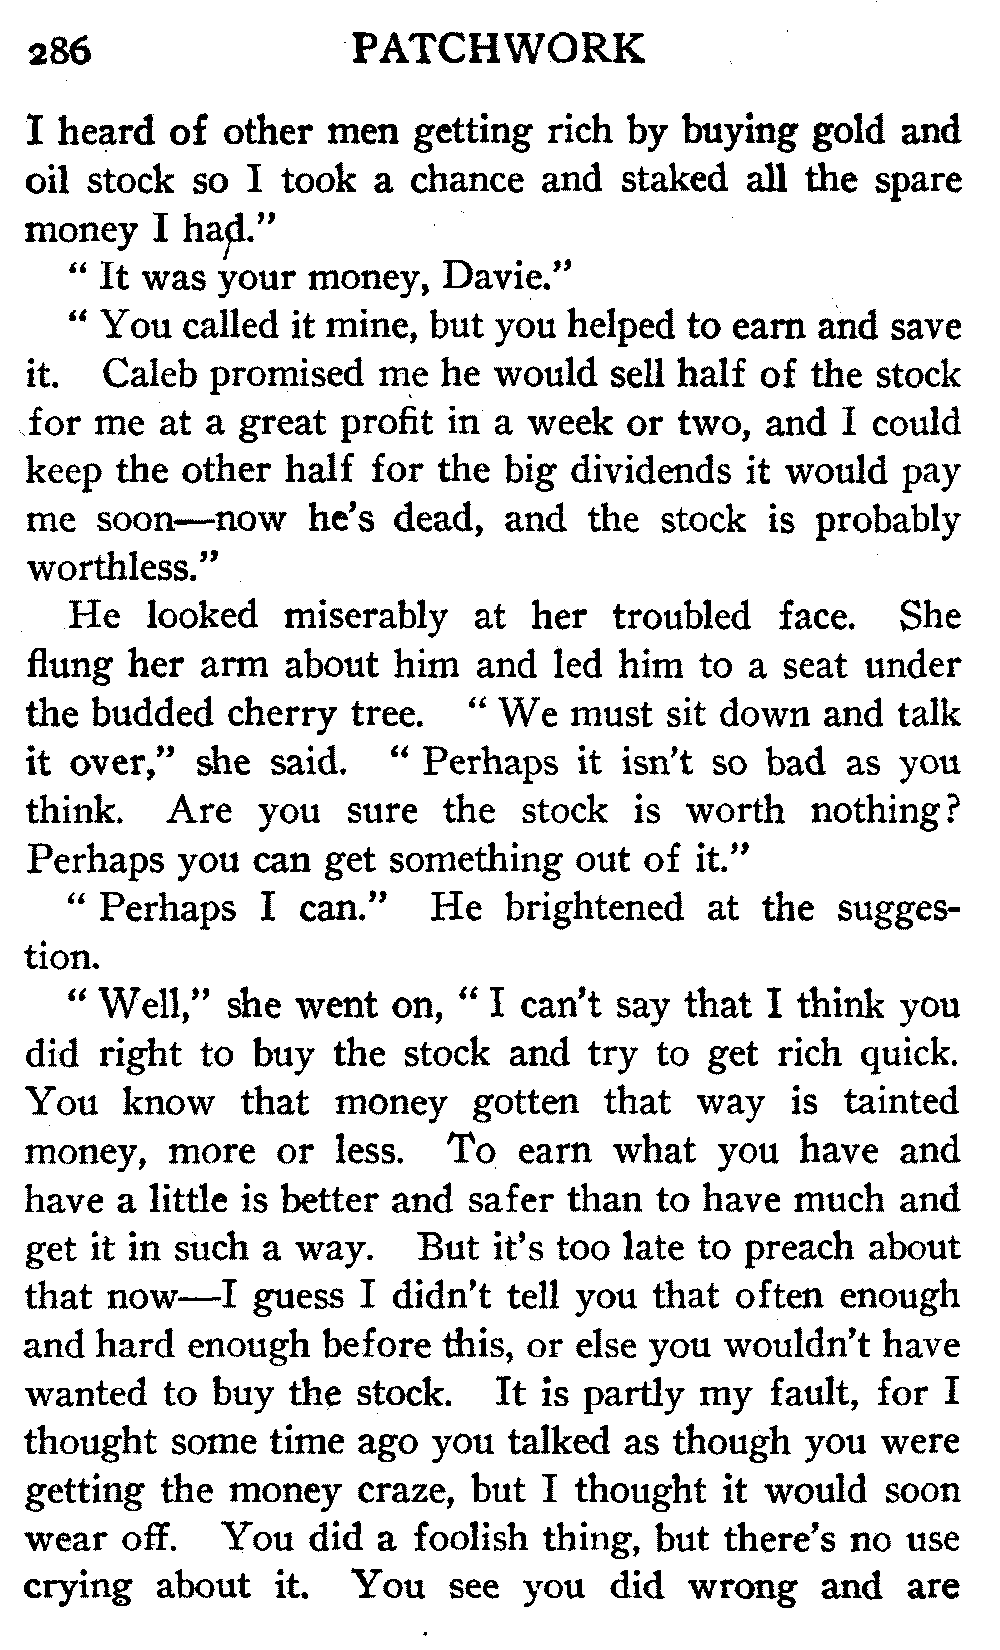 286 PATCHWORK
I heard of other men getting rich by buying gold and
oil stock so I took a chance and staked all the spare
money I had."
" It was your money, Davie."
" You called it mine, but you helped to earn and save
it. Caleb promised me he would sell half of the stock
for me at a great profit in a week or two, and I could
keep the other half for the big dividends it would pay
me soon—now he's dead, and the stock is probably
worthless."
He looked miserably at her troubled face. She
flung her arm about him and led him to a seat under
the budded cherry tree. " We must sit down and talk
it over," she said. " Perhaps it isn't so bad as you
think. Are you sure the stock is worth nothing?
Perhaps you can get something out of it."
" Perhaps I can." He brightened at the sugges-
tion.
" Well," she went on, " I can't say that I think you
did right to buy the stock and try to get rich quick.
You know that money gotten that way is tainted
money, more or less. To earn what you have and
have a little is better and safer than to have much and
get it in such a way. But it's too late to preach about
that now—I guess I didn't tell you that often enough
and hard enough before this, or else you wouldn't have
wanted to buy the stock. It is partly my fault, for I
thought some time ago you talked as though you were
getting the money craze, but I thought it would soon
wear off. You did a foolish thing, but there's no use
crying about it. You see you did wrong and are